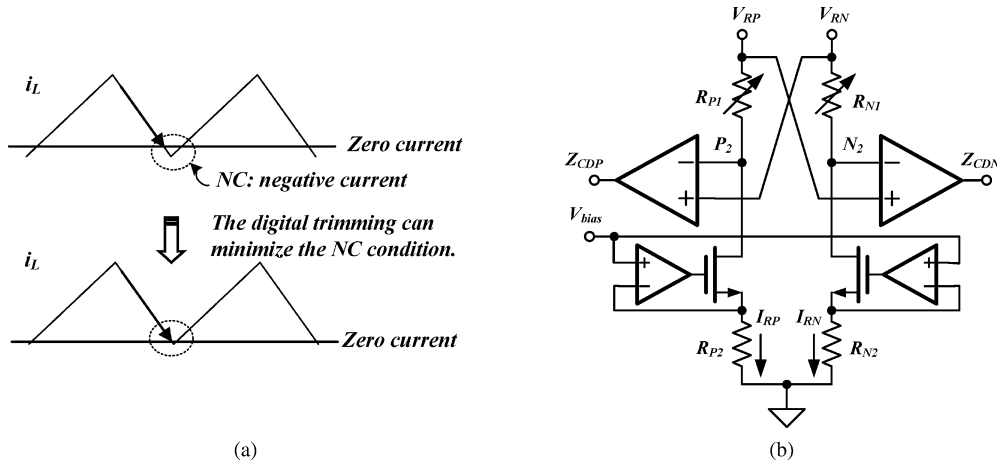 i_L
Zero current
NC: negative current
The digital trimming can
minimize the NC condition.
i_L
Zero current
(a)
V_RP V_RN
R_P1 R_N1
P_2 N_2
Z_CDP Z_CDN
− −
+ +
V_bias
+ +
− −
I_RP I_RN
R_P2 R_N2
(b)